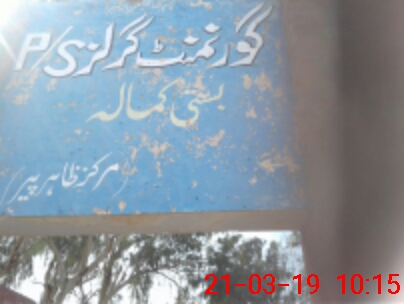 گورنمنٹ گرلز P/S
بستی کمالہ
(مرکز ظاہر پیر)
21-03-19 10:15